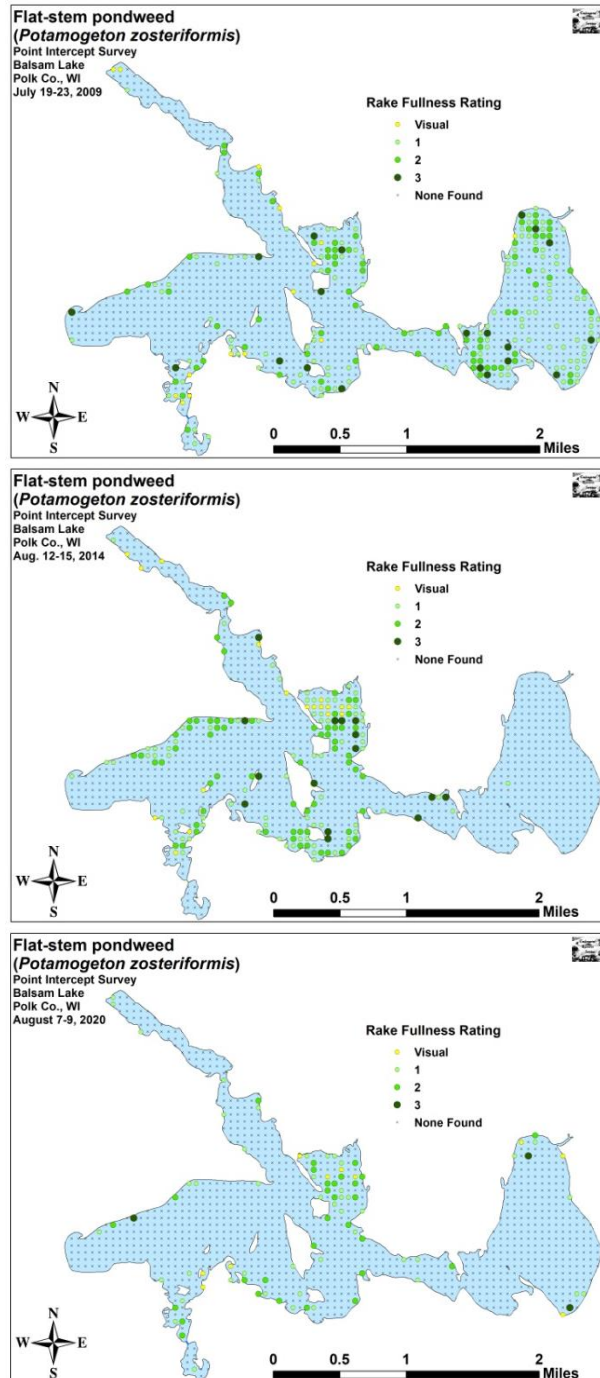 Flat-stem pondweed
(Potamogeton zosteriformis)
Point Intercept Survey
Balsam Lake
Polk Co., WI
July 19-23, 2009
Rake Fullness Rating
Visual
1
2
3
None Found
N
W E
S
0 0.5 1 2
Miles
Flat-stem pondweed
(Potamogeton zosteriformis)
Point Intercept Survey
Balsam Lake
Polk Co., WI
Aug. 12-15, 2014
Rake Fullness Rating
Visual
1
2
3
None Found
N
W E
S
0 0.5 1 2
Miles
Flat-stem pondweed
(Potamogeton zosteriformis)
Point Intercept Survey
Balsam Lake
Polk Co., WI
August 7-9, 2020
Rake Fullness Rating
Visual
1
2
3
None Found
N
W E
S
0 0.5 1 2
Miles